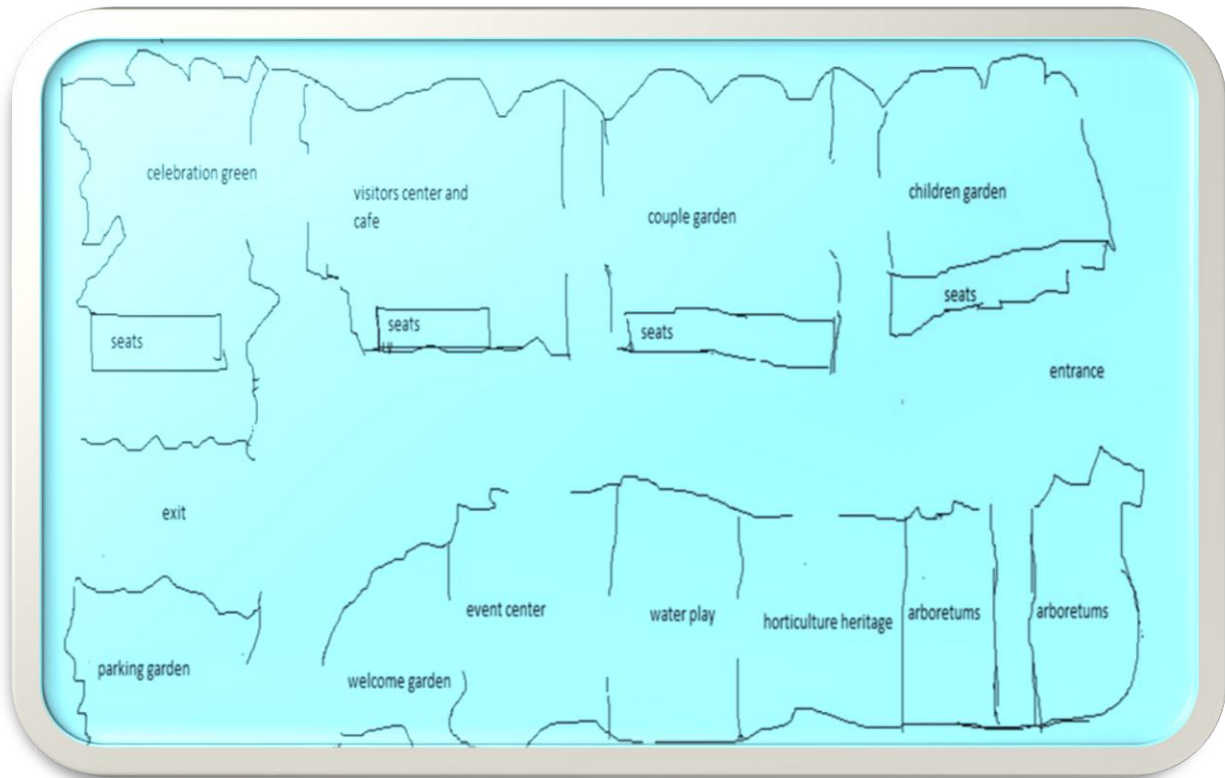 celebration green
visitors center and
cafe
couple garden
children garden
seats
seats
seats
seats
entrance
exit
event center
water play
horticulture heritage
arboretums
arboretums
parking garden
welcome garden